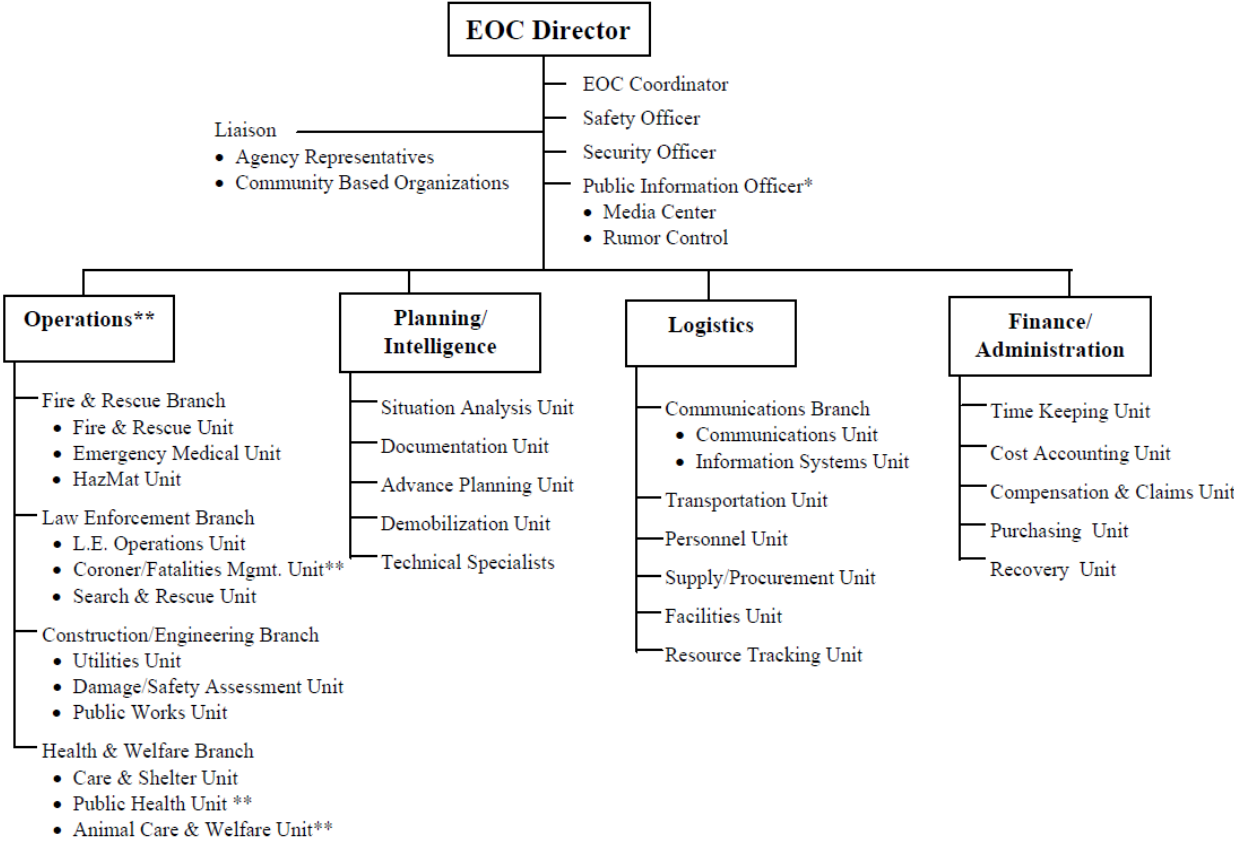 EOC Director
EOC Coordinator
Safety Officer
Security Officer
Public Information Officer*
• Media Center
• Rumor Control
Liaison
• Agency Representatives
• Community Based Organizations
Operations**
Fire & Rescue Branch
• Fire & Rescue Unit
• Emergency Medical Unit
• HazMat Unit
Law Enforcement Branch
• L.E. Operations Unit
• Coroner/Fatalities Mgmt. Unit**
• Search & Rescue Unit
Construction/Engineering Branch
• Utilities Unit
• Damage/Safety Assessment Unit
• Public Works Unit
Health & Welfare Branch
• Care & Shelter Unit
• Public Health Unit **
• Animal Care & Welfare Unit**
Planning/
Intelligence
Situation Analysis Unit
Documentation Unit
Advance Planning Unit
Demobilization Unit
Technical Specialists
Logistics
Communications Branch
• Communications Unit
• Information Systems Unit
Transportation Unit
Personnel Unit
Supply/Procurement Unit
Facilities Unit
Resource Tracking Unit
Finance/
Administration
Time Keeping Unit
Cost Accounting Unit
Compensation & Claims Unit
Purchasing Unit
Recovery Unit